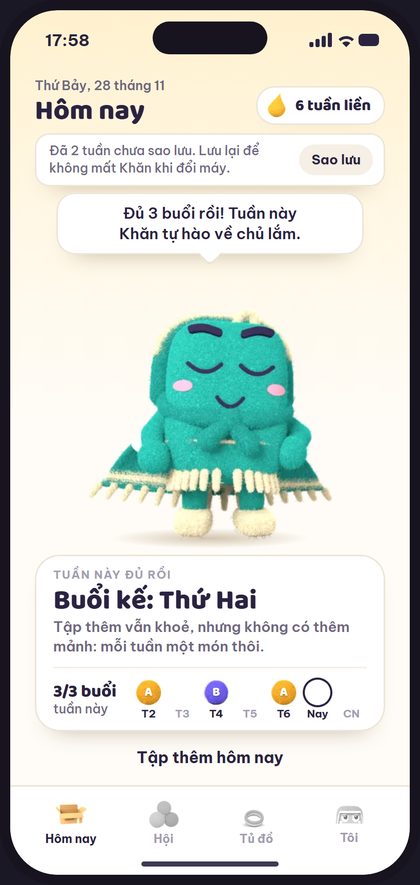 17:58
Thứ Bảy, 28 tháng 11
Hôm nay
6 tuần liền
Đã 2 tuần chưa sao lưu. Lưu lại để
không mất Khăn khi đổi máy.
Sao lưu
Đủ 3 buổi rồi! Tuần này
Khăn tự hào về chủ lắm.
TUẦN NÀY ĐỦ RỒI
Buổi kế: Thứ Hai
Tập thêm vẫn khoẻ, nhưng không có thêm
mảnh: mỗi tuần một món thôi.
3/3 buổi
tuần này
A B A
T2 T3 T4 T5 T6 Nay CN
Tập thêm hôm nay
Hôm nay Hội Tủ đồ Tôi